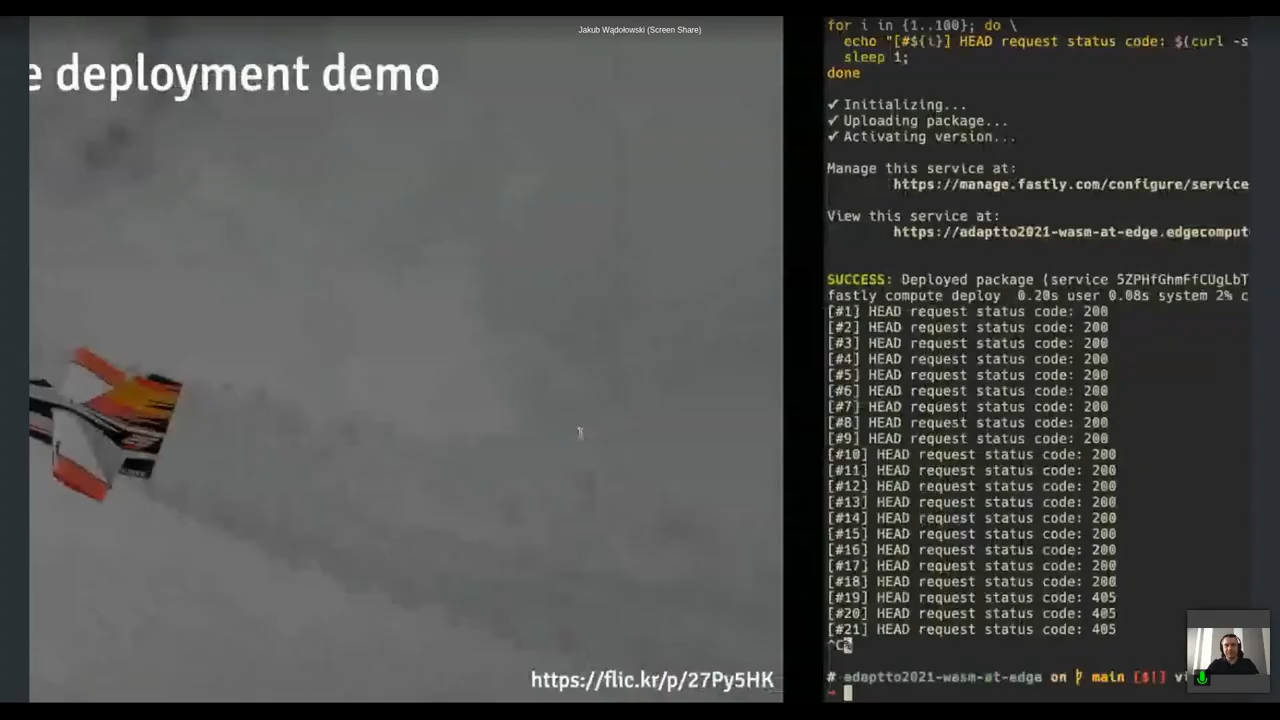 Jakub Wądołowski (Screen Share)
e deployment demo
https://flic.kr/p/27Py5HK
for i in {1..100}; do \
echo "[#${i}] HEAD request status code: $(curl -s
sleep 1;
done
✓ Initializing...
✓ Uploading package...
✓ Activating version...
Manage this service at:
https://manage.fastly.com/configure/service
View this service at:
https://adaptto2021-wasm-at-edge.edgecomput
SUCCESS: Deployed package (service 5ZPHfGhmFfCUgLbT
fastly compute deploy 0.20s user 0.08s system 2% c
[#1] HEAD request status code: 200
[#2] HEAD request status code: 200
[#3] HEAD request status code: 200
[#4] HEAD request status code: 200
[#5] HEAD request status code: 200
[#6] HEAD request status code: 200
[#7] HEAD request status code: 200
[#8] HEAD request status code: 200
[#9] HEAD request status code: 200
[#10] HEAD request status code: 200
[#11] HEAD request status code: 200
[#12] HEAD request status code: 200
[#13] HEAD request status code: 200
[#14] HEAD request status code: 200
[#15] HEAD request status code: 200
[#16] HEAD request status code: 200
[#17] HEAD request status code: 200
[#18] HEAD request status code: 200
[#19] HEAD request status code: 405
[#20] HEAD request status code: 405
[#21] HEAD request status code: 405
^C%
# adaptto2021-wasm-at-edge on main [$!] vi
→